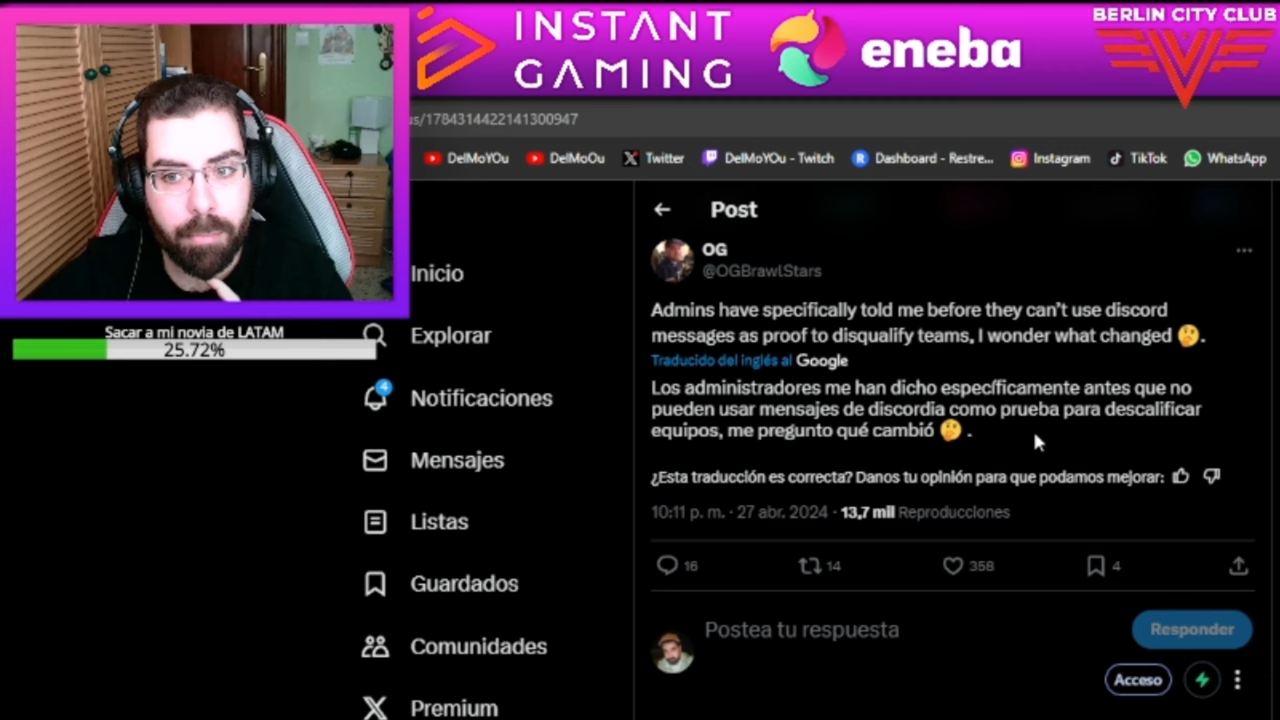 INSTANT
GAMING
eneba
BERLIN CITY CLUB
us/1784314422141300947
DelMoYOu
DelMoOu
Twitter
DelMoYOu - Twitch
Dashboard - Restre...
Instagram
TikTok
WhatsApp
Sacar a mi novia de LATAM
25.72%
Inicio
Explorar
4
Notificaciones
Mensajes
Listas
Guardados
Comunidades
Premium
Post
OG
@OGBrawlStars
Admins have specifically told me before they can't use discord
messages as proof to disqualify teams, I wonder what changed 🤔.
Traducido del inglés al Google
Los administradores me han dicho específicamente antes que no
pueden usar mensajes de discordia como prueba para descalificar
equipos, me pregunto qué cambió 🤔 .
¿Esta traducción es correcta? Danos tu opinión para que podamos mejorar:
10:11 p. m. · 27 abr. 2024 · 13,7 mil Reproducciones
16 14 358 4
Postea tu respuesta
Responder
Acceso